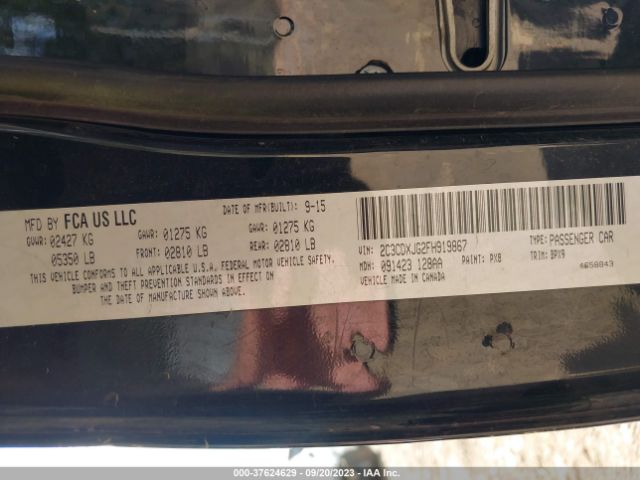 MFD BY FCA US LLC
DATE OF MFR(BUILT): 9-15
GVWR: 02427 KG
GAWR: 01275 KG
GAWR: 01275 KG
05350 LB
FRONT: 02810 LB
REAR: 02810 LB
THIS VEHICLE CONFORMS TO ALL APPLICABLE U.S.A. FEDERAL MOTOR VEHICLE SAFETY,
BUMPER AND THEFT PREVENTION STANDARDS IN EFFECT ON
THE DATE OF MANUFACTURE SHOWN ABOVE.
VIN: 2C3CDXJG2FH919867
TYPE: PASSENGER CAR
MDH: 091423 128AA
PAINT: PX8
TRIM: BPX9
VEHICLE MADE IN CANADA
4658843
000-37624629 - 09/20/2023 - IAA Inc.